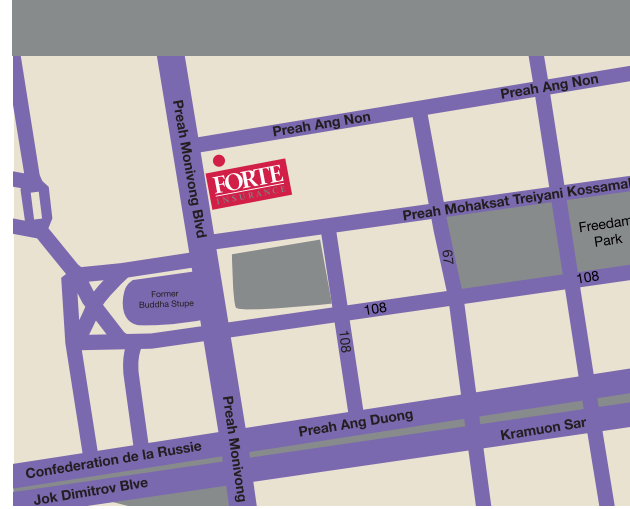 Preah Ang Non
Preah Ang Non
Preah Monivong Blvd
FORTE
INSURANCE
Preah Mohaksat Treiyani Kossamal
Freedam
Park
67
108
Former
Buddha Stupe
108
108
Preah Monivong
Preah Ang Duong
Kramuon Sar
Confederation de la Russie
Jok Dimitrov Blve